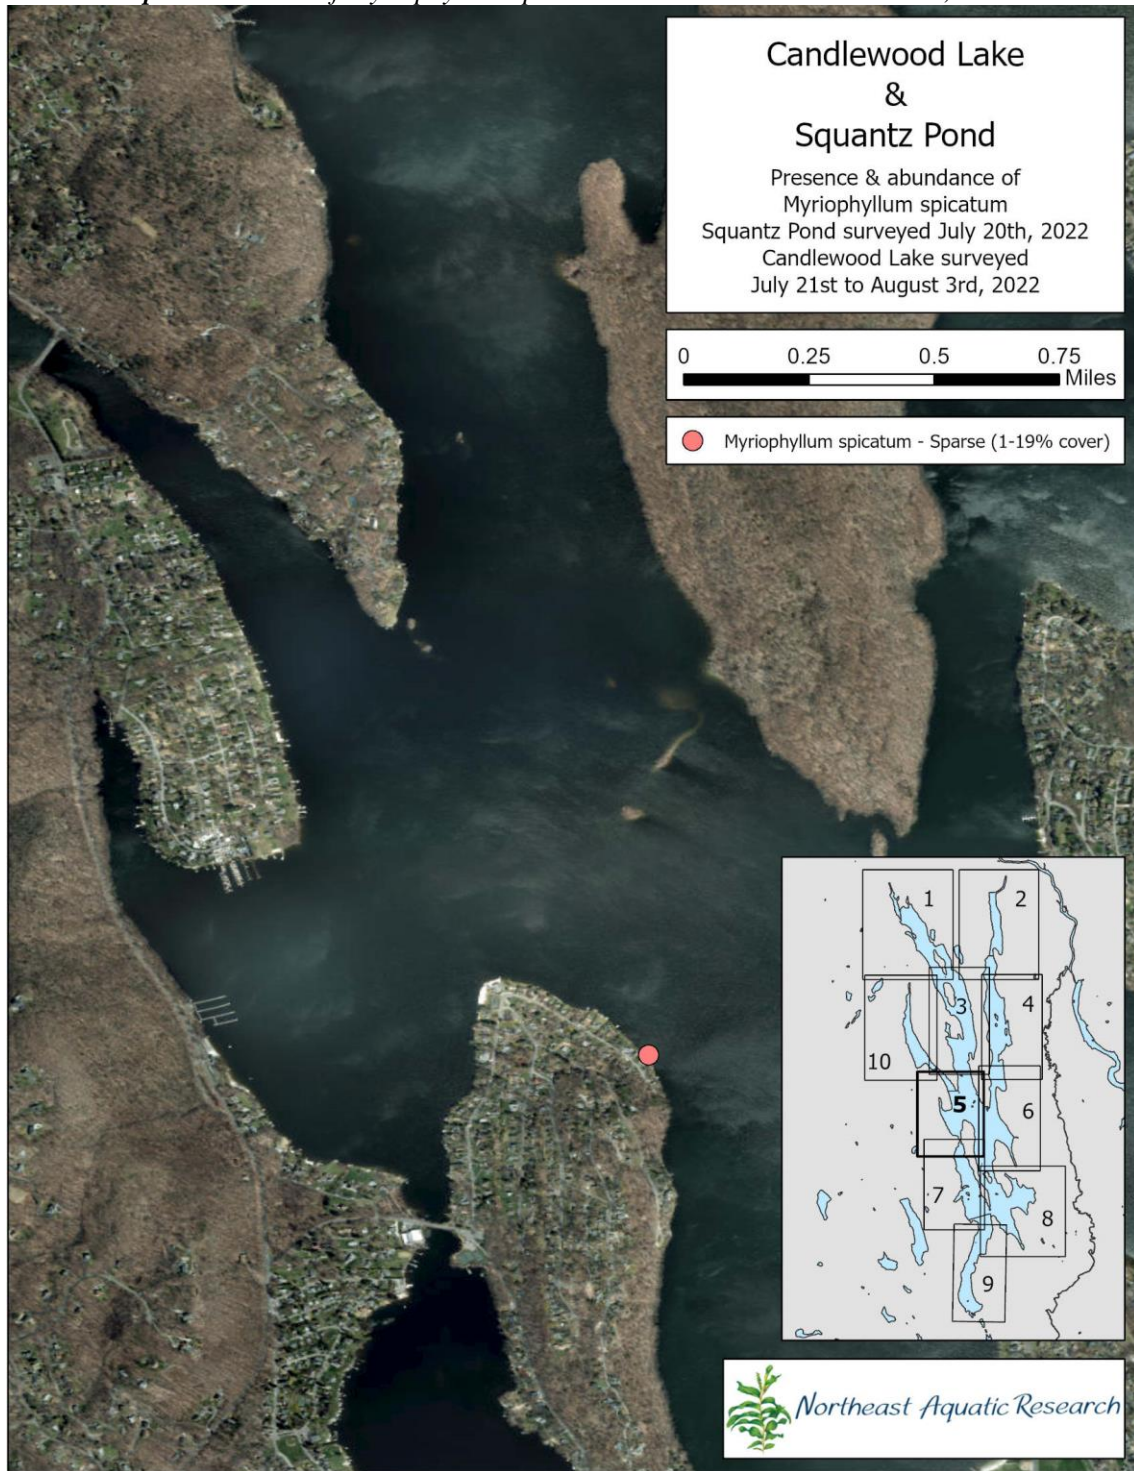 Candlewood Lake
&
Squantz Pond
Presence & abundance of
Myriophyllum spicatum
Squantz Pond surveyed July 20th, 2022
Candlewood Lake surveyed
July 21st to August 3rd, 2022
0 0.25 0.5 0.75
Miles
Myriophyllum spicatum - Sparse (1-19% cover)
1 2
3 4
10
5
6
7
8
9
Northeast Aquatic Research